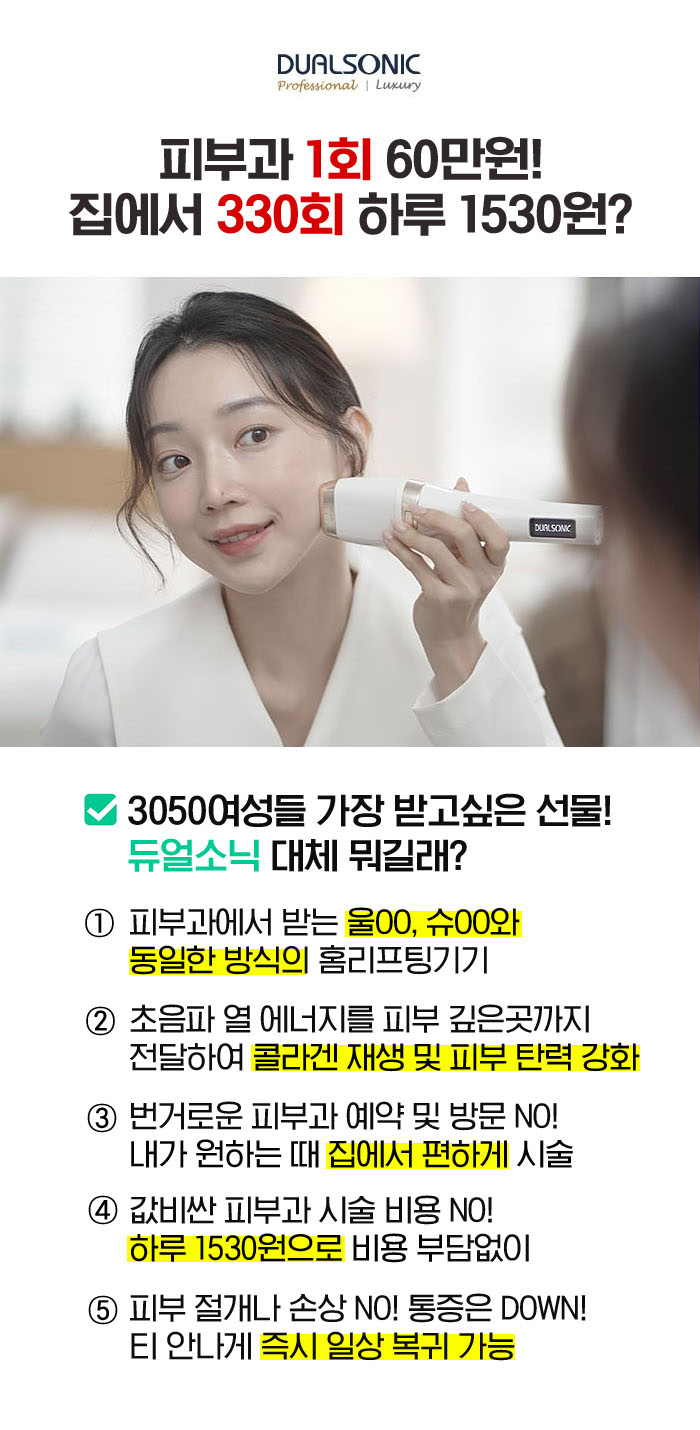 DUALSONIC
Professional | Luxury
피부과 1회 60만원!
집에서 330회 하루 1530원?
DUALSONIC
3050여성들 가장 받고싶은 선물!
듀얼소닉 대체 뭐길래?
① 피부과에서 받는 울OO, 슈OO와
동일한 방식의 홈리프팅기기
② 초음파 열 에너지를 피부 깊은곳까지
전달하여 콜라겐 재생 및 피부 탄력 강화
③ 번거로운 피부과 예약 및 방문 NO!
내가 원하는 때 집에서 편하게 시술
④ 값비싼 피부과 시술 비용 NO!
하루 1530원으로 비용 부담없이
⑤ 피부 절개나 손상 NO! 통증은 DOWN!
티 안나게 즉시 일상 복귀 가능